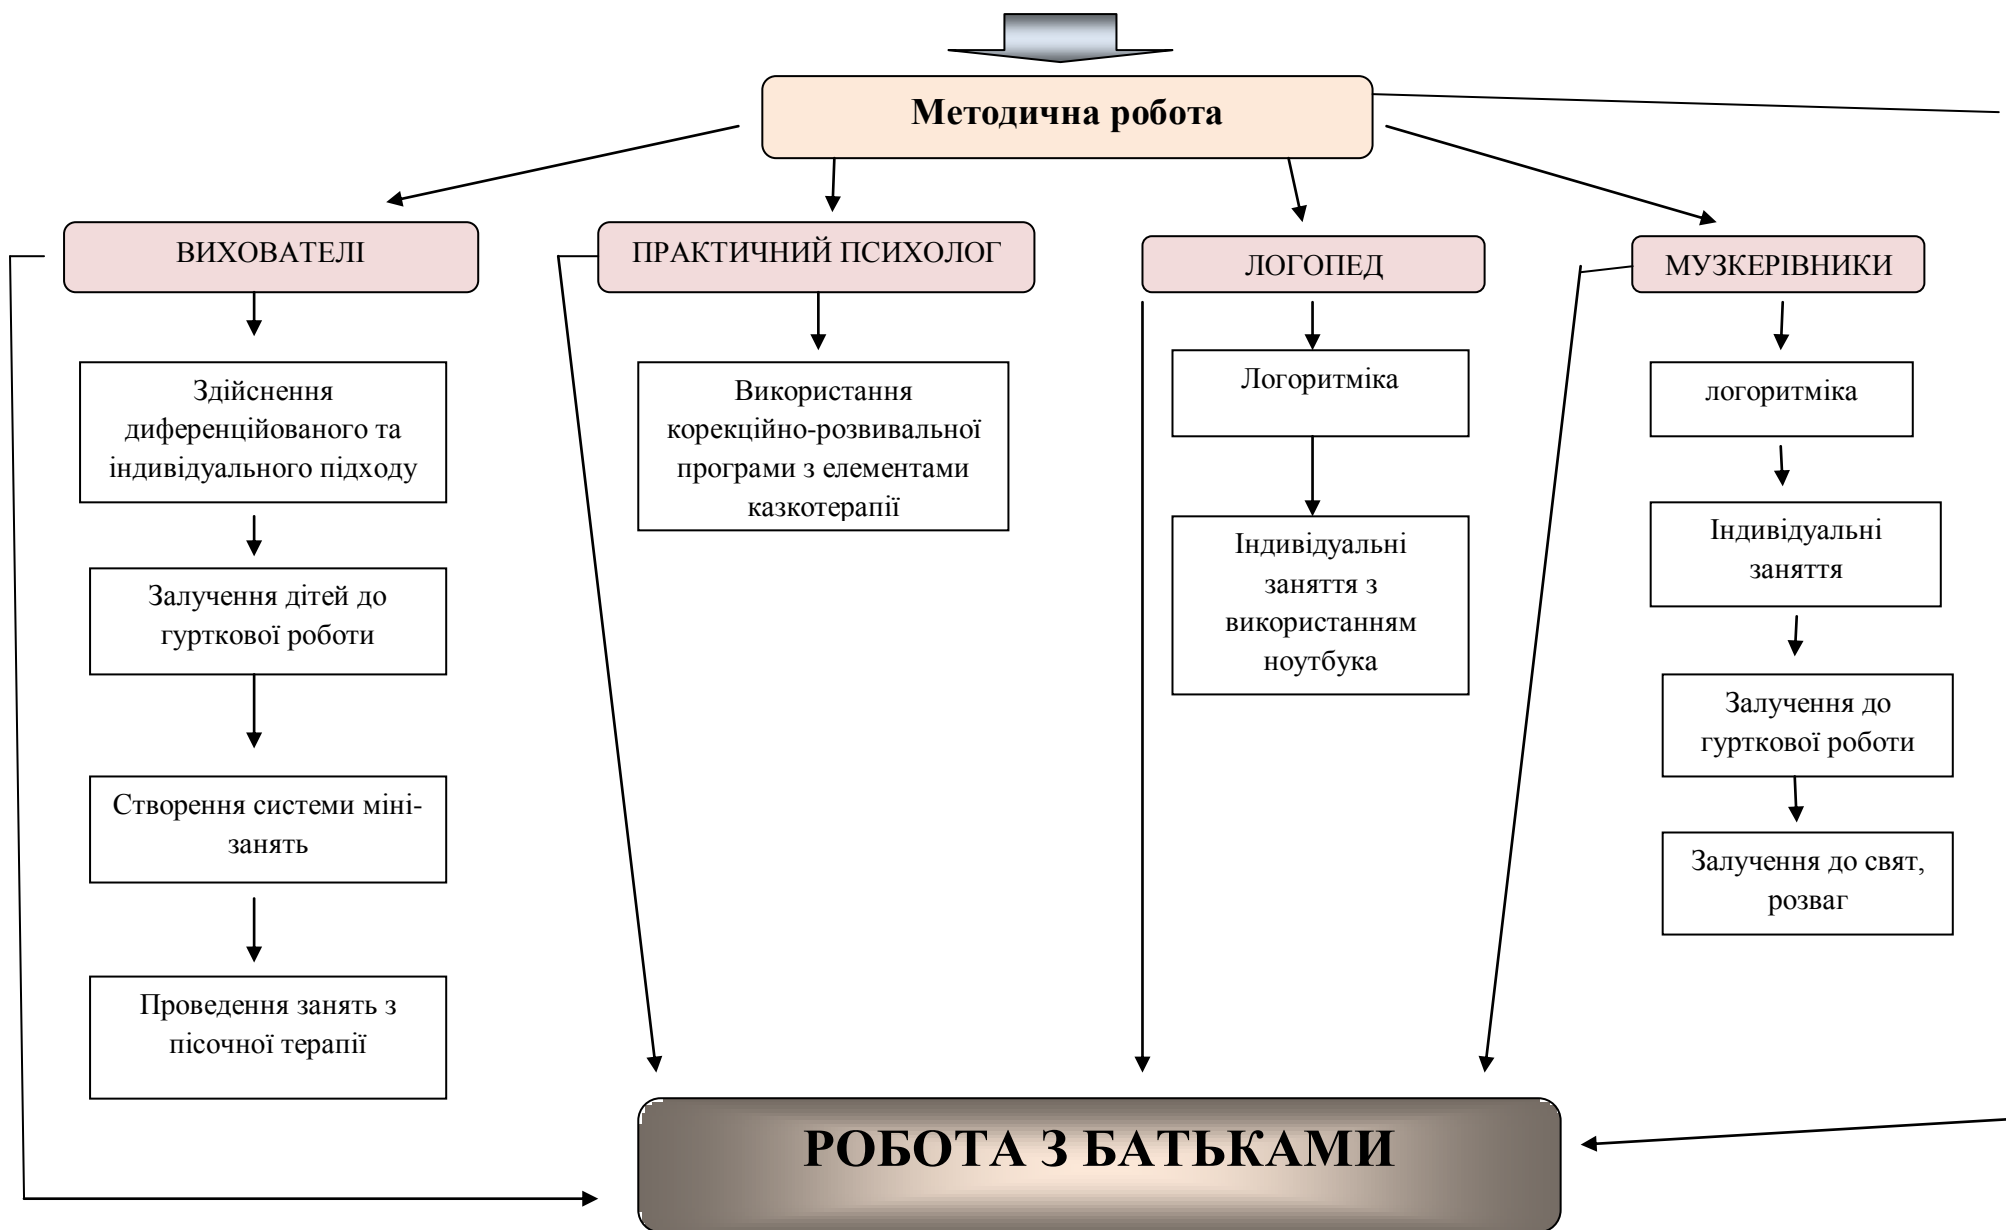 Методична робота
ВИХОВАТЕЛІ
Здійснення
диференційованого та
індивідуального підходу
Залучення дітей до
гурткової роботи
Створення системи міні-
занять
Проведення занять з
пісочної терапії
ПРАКТИЧНИЙ ПСИХОЛОГ
Використання
корекційно-розвивальної
програми з елементами
казкотерапії
ЛОГОПЕД
Логоритміка
Індивідуальні
заняття з
використанням
ноутбука
МУЗКЕРІВНИКИ
логоритміка
Індивідуальні
заняття
Залучення до
гурткової роботи
Залучення до свят,
розваг
РОБОТА З БАТЬКАМИ